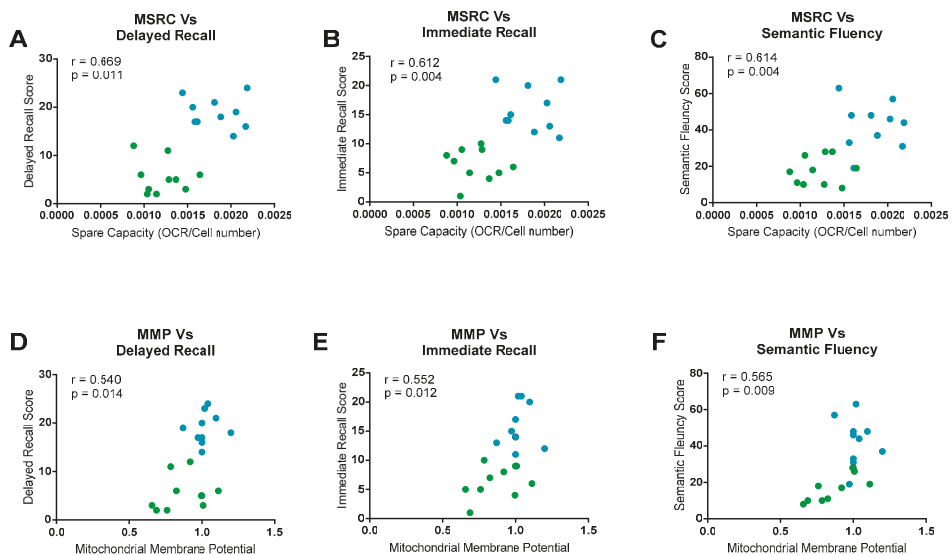 A
MSRC Vs
Delayed Recall
r = 0.669
p = 0.011
30
20
10
0
Delayed Recall Score
0.0000 0.0005 0.0010 0.0015 0.0020 0.0025
Spare Capacity (OCR/Cell number)
B
MSRC Vs
Immediate Recall
r = 0.612
p = 0.004
25
20
15
10
5
0
Immediate Recall Score
0.0000 0.0005 0.0010 0.0015 0.0020 0.0025
Spare Capacity (OCR/Cell number)
C
MSRC Vs
Semantic Fluency
r = 0.614
p = 0.004
80
60
40
20
0
Semantic Fleuncy Score
0.0000 0.0005 0.0010 0.0015 0.0020 0.0025
Spare Capacity (OCR/Cell number)
D
MMP Vs
Delayed Recall
r = 0.540
p = 0.014
30
20
10
0
Delayed Recall Score
0.0 0.5 1.0 1.5
Mitochondrial Membrane Potential
E
MMP Vs
Immediate Recall
r = 0.552
p = 0.012
25
20
15
10
5
0
Immediate Recall Score
0.0 0.5 1.0 1.5
Mitochondrial Membrane Potential
F
MMP Vs
Semantic Fluency
r = 0.565
p = 0.009
80
60
40
20
0
Semantic Fleuncy Score
0.0 0.5 1.0 1.5
Mitochondrial Membrane Potential